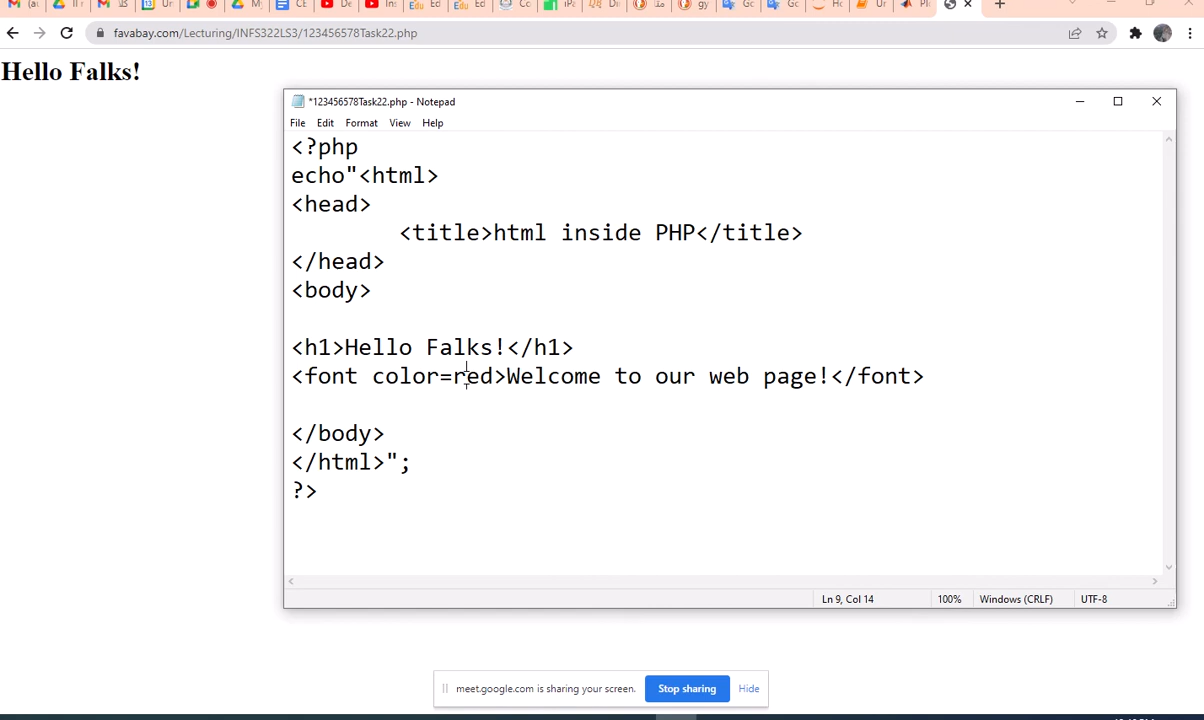 favabay.com/Lecturing/INFS322LS3/123456578Task22.php
Hello Falks!
*123456578Task22.php - Notepad
File Edit Format View Help
<?php
echo"<html>
<head>
<title>html inside PHP</title>
</head>
<body>
<h1>Hello Falks!</h1>
<font color=red>Welcome to our web page!</font>
</body>
</html>";
?>
Ln 9, Col 14 100% Windows (CRLF) UTF-8
meet.google.com is sharing your screen. Stop sharing Hide